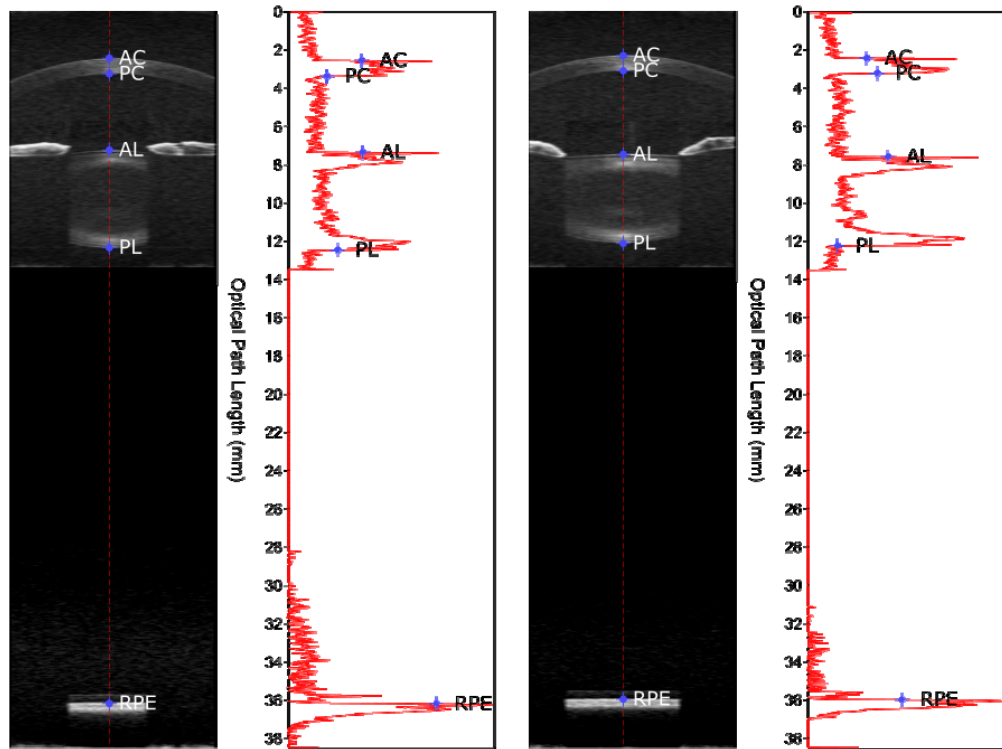 AC
PC
AL
PL
RPE
0
2
4
6
8
10
12
14
16
18
20
22
24
26
28
30
32
34
36
38
Optical Path Length (mm)
AC
PC
AL
PL
RPE
AC
PC
AL
PL
RPE
0
2
4
6
8
10
12
14
16
18
20
22
24
26
28
30
32
34
36
38
Optical Path Length (mm)
AC
PC
AL
PL
RPE